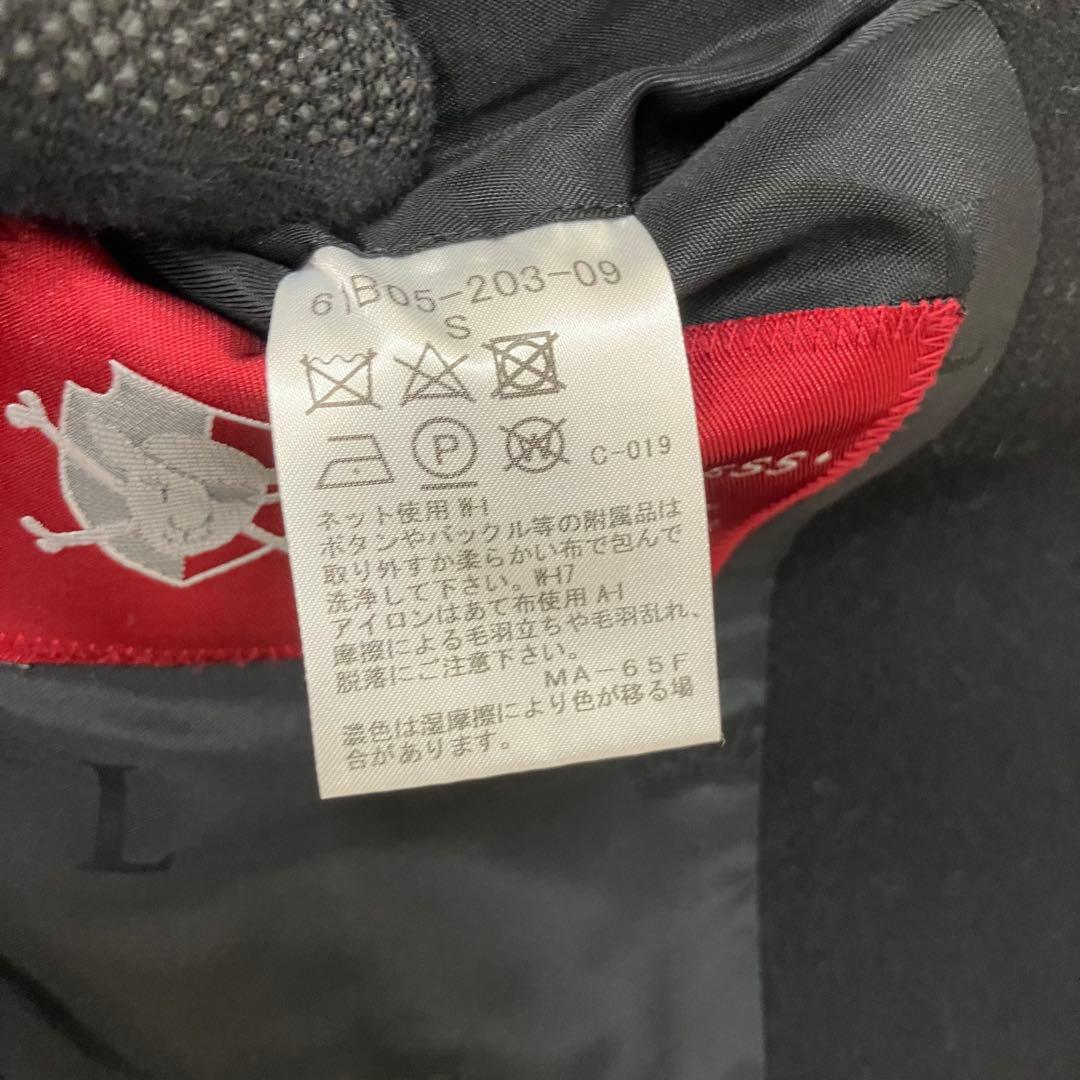 61B05-203-09
S
P
W
C-019
ネット使用 W-1
ボタンやバックル等の附属品は
取り外すか柔らかい布で包んで
洗浄して下さい。W-17
アイロンはあて布使用 A-1
摩擦による毛羽立ちや毛羽乱れ、
脱落にご注意下さい。
MA-65F
濃色は湿摩擦により色が移る場
合があります。
ess.
L